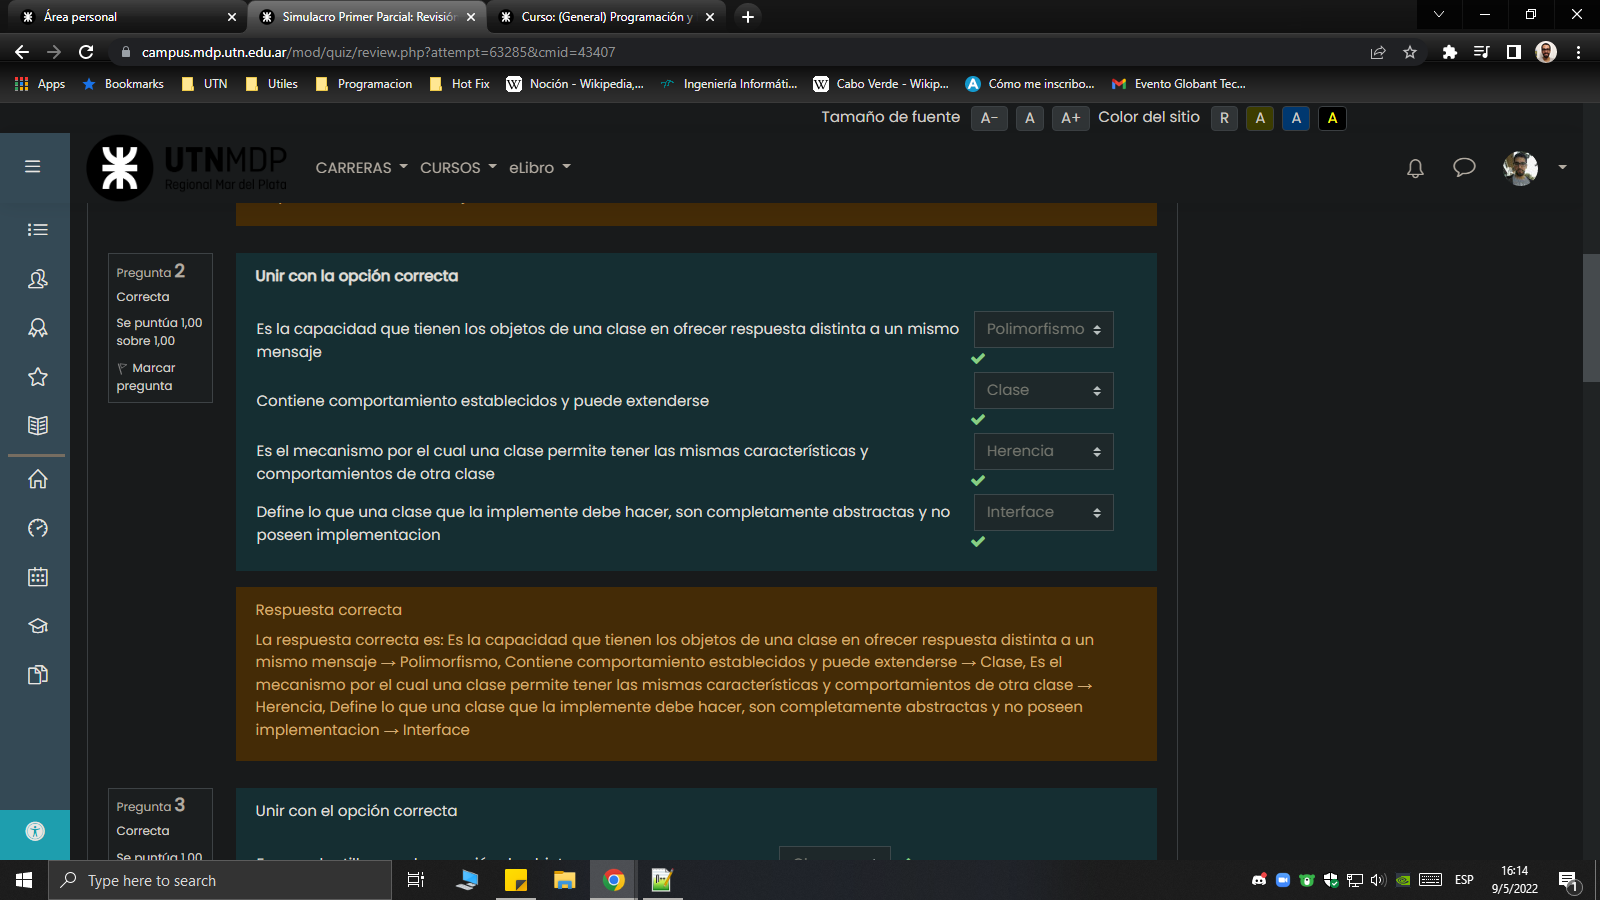 Área personal
Simulacro Primer Parcial: Revisión
Curso: (General) Programación y
campus.mdp.utn.edu.ar/mod/quiz/review.php?attempt=63285&cmid=43407
Apps
Bookmarks
UTN
Utiles
Programacion
Hot Fix
Noción - Wikipedia,...
Ingeniería Informáti...
Cabo Verde - Wikip...
Cómo me inscribo...
Evento Globant Tec...
Tamaño de fuente A- A A+ Color del sitio R A A A
UTNMDP
Regional Mar del Plata
CARRERAS CURSOS eLibro
Pregunta 2
Correcta
Se puntúa 1,00
sobre 1,00
Marcar
pregunta
Unir con la opción correcta
Es la capacidad que tienen los objetos de una clase en ofrecer respuesta distinta a un mismo
mensaje
Polimorfismo
Contiene comportamiento establecidos y puede extenderse
Clase
Es el mecanismo por el cual una clase permite tener las mismas características y
comportamientos de otra clase
Herencia
Define lo que una clase que la implemente debe hacer, son completamente abstractas y no
poseen implementacion
Interface
Respuesta correcta
La respuesta correcta es: Es la capacidad que tienen los objetos de una clase en ofrecer respuesta distinta a un
mismo mensaje → Polimorfismo, Contiene comportamiento establecidos y puede extenderse → Clase, Es el
mecanismo por el cual una clase permite tener las mismas características y comportamientos de otra clase →
Herencia, Define lo que una clase que la implemente debe hacer, son completamente abstractas y no poseen
implementacion → Interface
Pregunta 3
Correcta
Se puntúa 1,00
Unir con el opción correcta
Type here to search
ESP
16:14
9/5/2022
1